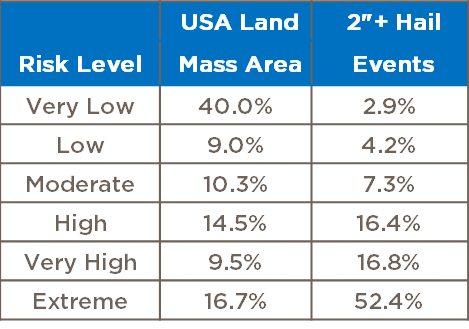 USA Land 2"+ Hail
Risk Level Mass Area Events
Very Low 40.0% 2.9%
Low 9.0% 4.2%
Moderate 10.3% 7.3%
High 14.5% 16.4%
Very High 9.5% 16.8%
Extreme 16.7% 52.4%